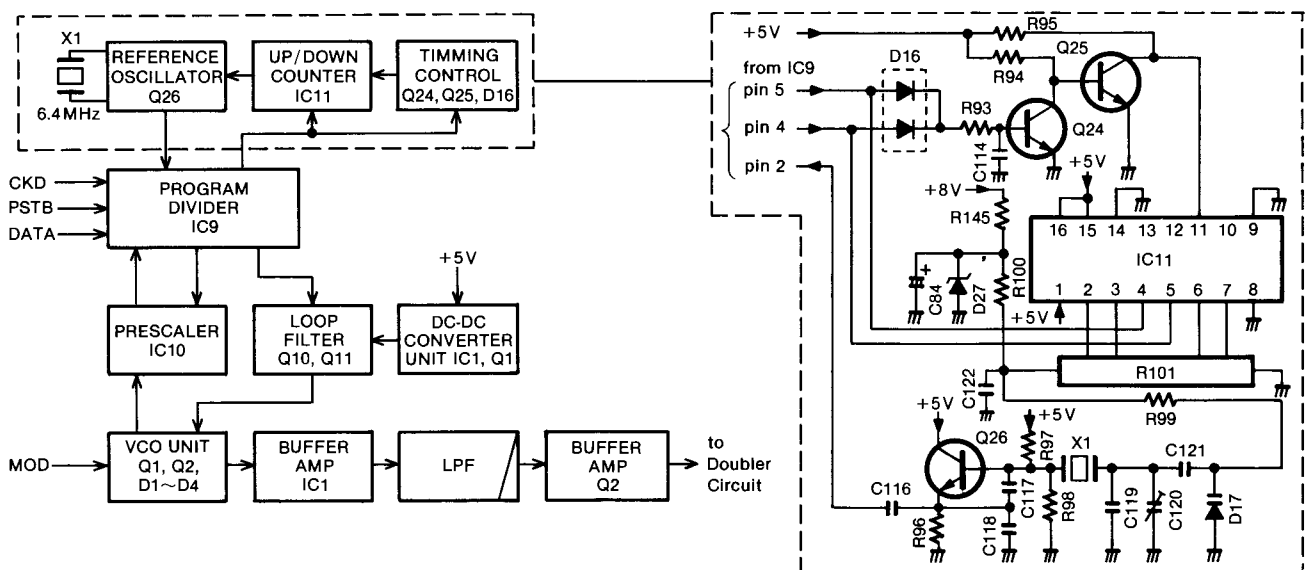 X1
6.4MHz
REFERENCE
OSCILLATOR
Q26
UP/DOWN
COUNTER
IC11
TIMMING
CONTROL
Q24, Q25, D16
CKD
PSTB
DATA
PROGRAM
DIVIDER
IC9
+5V
PRESCALER
IC10
LOOP
FILTER
Q10, Q11
DC-DC
CONVERTER
UNIT IC1, Q1
MOD
VCO UNIT
Q1, Q2,
D1~D4
BUFFER
AMP
IC1
LPF
BUFFER
AMP
Q2
to
Doubler
Circuit
+5V
R95
Q25
R94
from IC9
D16
pin 5
R93
pin 4
Q24
pin 2
C114
+5V
+8V
R145
16 15 14 13 12 11 10 9
IC11
1 2 3 4 5 6 7 8
+5V
C84
D27
R100
R101
C122
R99
+5V
Q26
+5V
R97
X1
C121
C116
R96
C117
C118
R98
C119
C120
D17